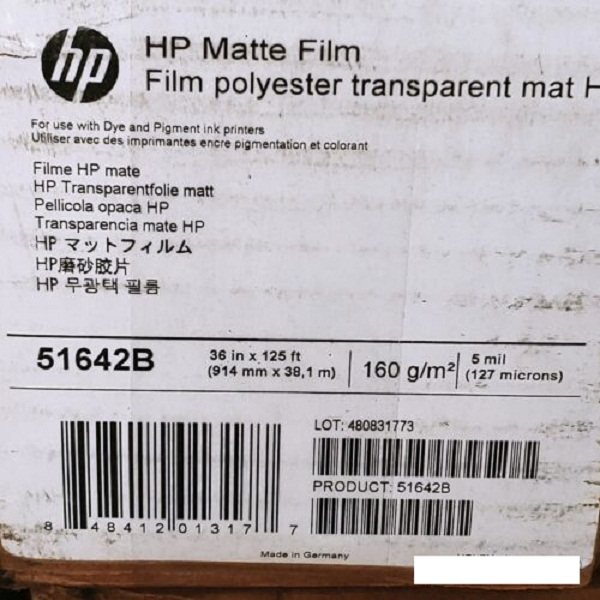 hp
HP Matte Film
Film polyester transparent mat H
For use with Dye and Pigment ink printers
Utiliser avec des imprimantes encre pigmentation et colorant
Filme HP mate
HP Transparentfolie matt
Pellicola opaca HP
Transparencia mate HP
HP マットフィルム
HP磨砂胶片
HP 무광택 필름
51642B
36 in x 125 ft
(914 mm x 38,1 m)
160 g/m²
5 mil
(127 microns)
LOT: 480831773
PRODUCT: 51642B
8 48412 01317 7
Made in Germany